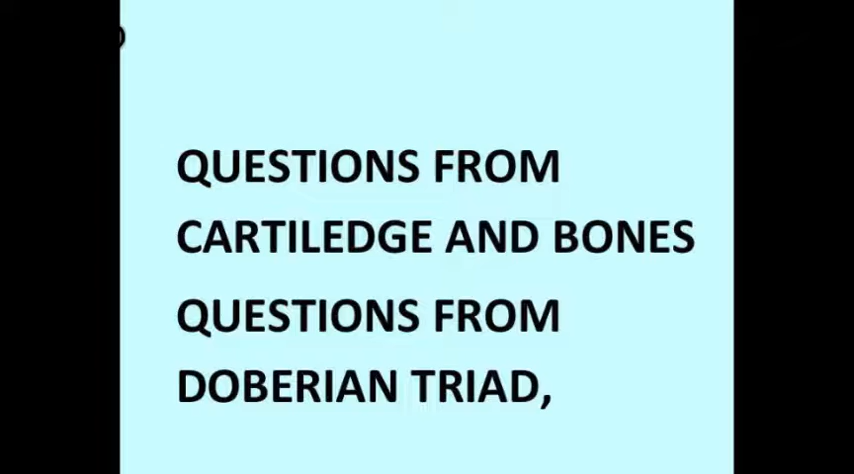 QUESTIONS FROM
CARTILEDGE AND BONES
QUESTIONS FROM
DOBERIAN TRIAD,